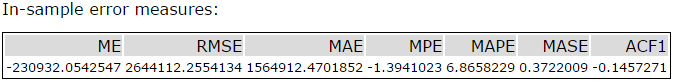 In-sample error measures:
ME RMSE MAE MPE MAPE MASE ACF1
-230932.0542547 2644112.2554134 1564912.4701852 -1.3941023 6.8658229 0.3722009 -0.1457271